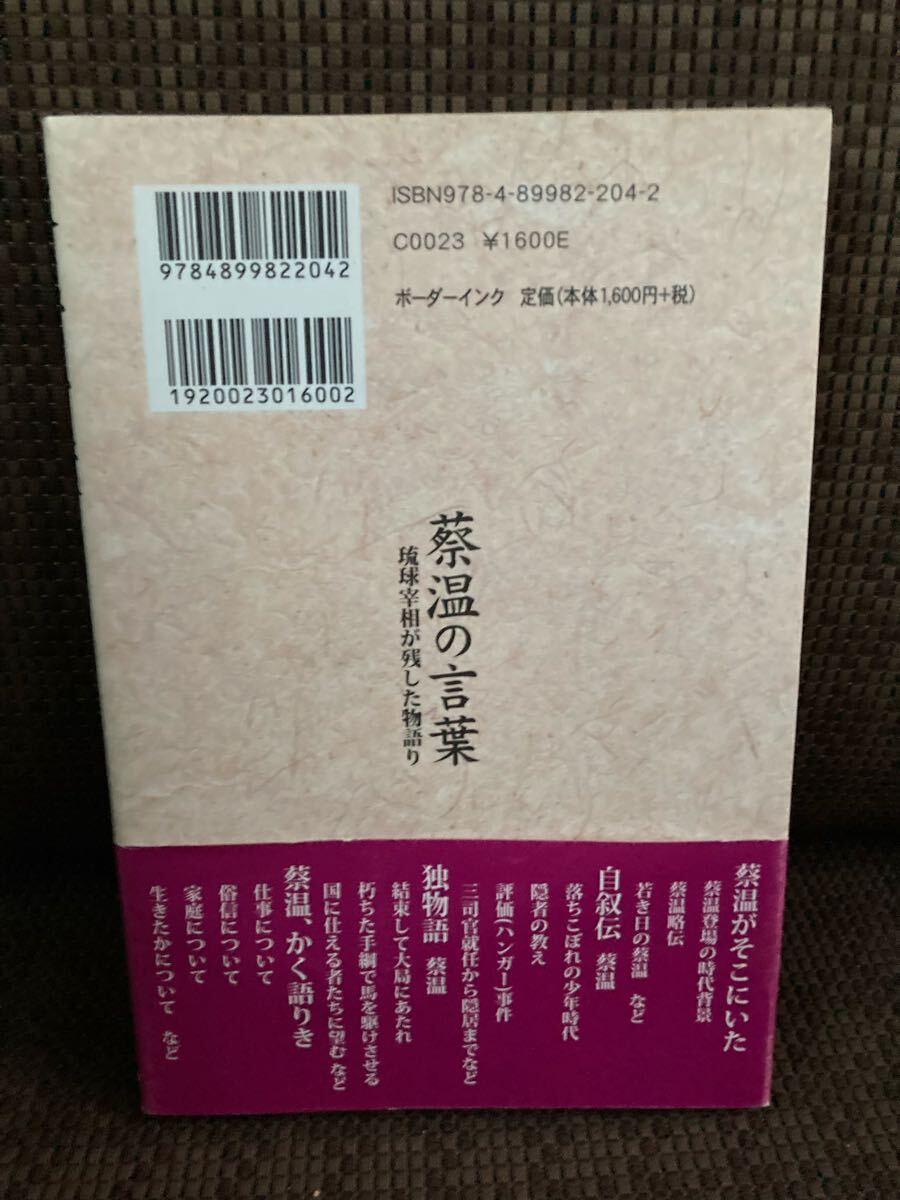 ISBN978-4-89982-204-2
C0023 ¥1600E
ボーダーインク 定価(本体1,600円+税)
9784899822042
1920023016002
蔡温の言葉
琉球宰相が残した物語り
蔡温がそこにいた
蔡温登場の時代背景
蔡温略伝
若き日の蔡温 など
自叙伝 蔡温
落ちこぼれの少年時代
隠者の教え
評価(ハンガー)事件
三司官就任から隠居までなど
独物語 蔡温
結束して大局にあたれ
朽ちた手綱で馬を駆けさせる
国に仕える者たちに望む など
蔡温、かく語りき
仕事について
俗信について
家庭について
生きたかについて など